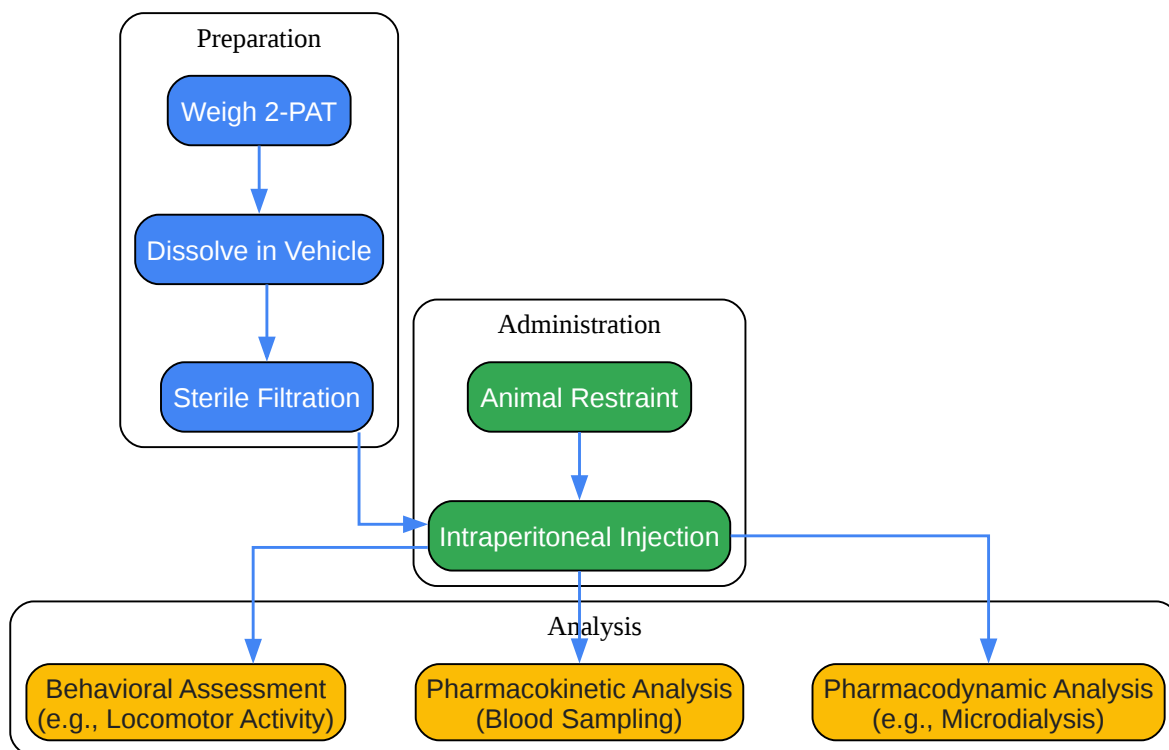 Preparation
Weigh 2-PAT
Dissolve in Vehicle
Sterile Filtration
Administration
Animal Restraint
Intraperitoneal Injection
Analysis
Behavioral Assessment
(e.g., Locomotor Activity)
Pharmacokinetic Analysis
(Blood Sampling)
Pharmacodynamic Analysis
(e.g., Microdialysis)